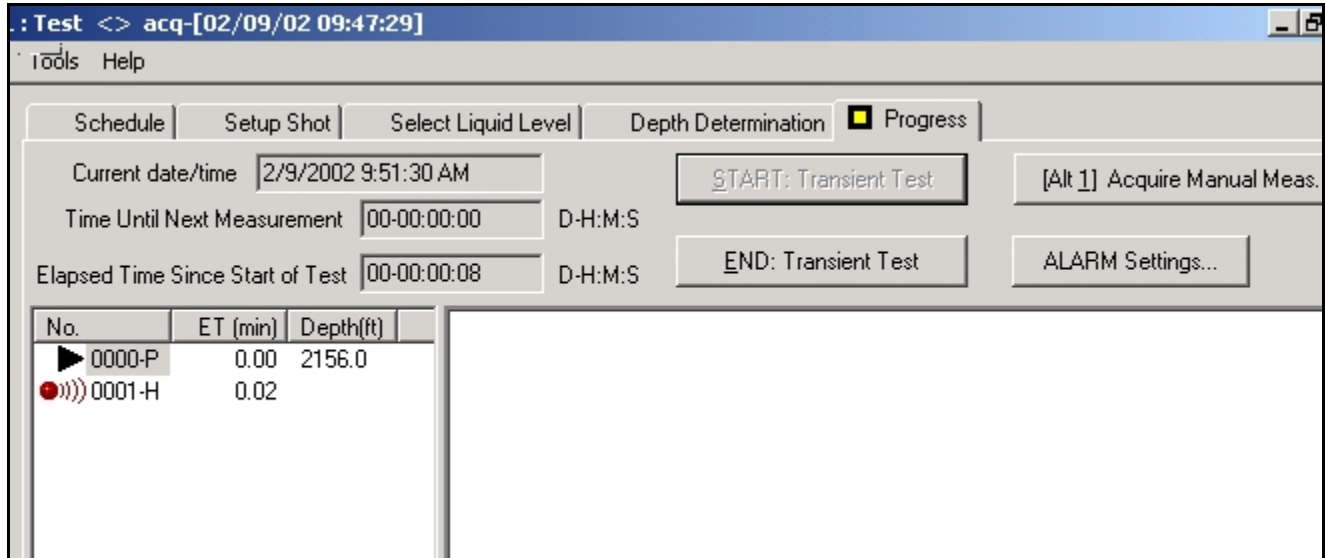 .: Test <> acq-[02/09/02 09:47:29]
Tools Help
Schedule Setup Shot Select Liquid Level Depth Determination Progress
Current date/time 2/9/2002 9:51:30 AM START: Transient Test [Alt 1] Acquire Manual Meas.
Time Until Next Measurement 00-00:00:00 D-H:M:S
Elapsed Time Since Start of Test 00-00:00:08 D-H:M:S END: Transient Test ALARM Settings...
No. ET (min) Depth(ft)
0000-P 0.00 2156.0
0001-H 0.02